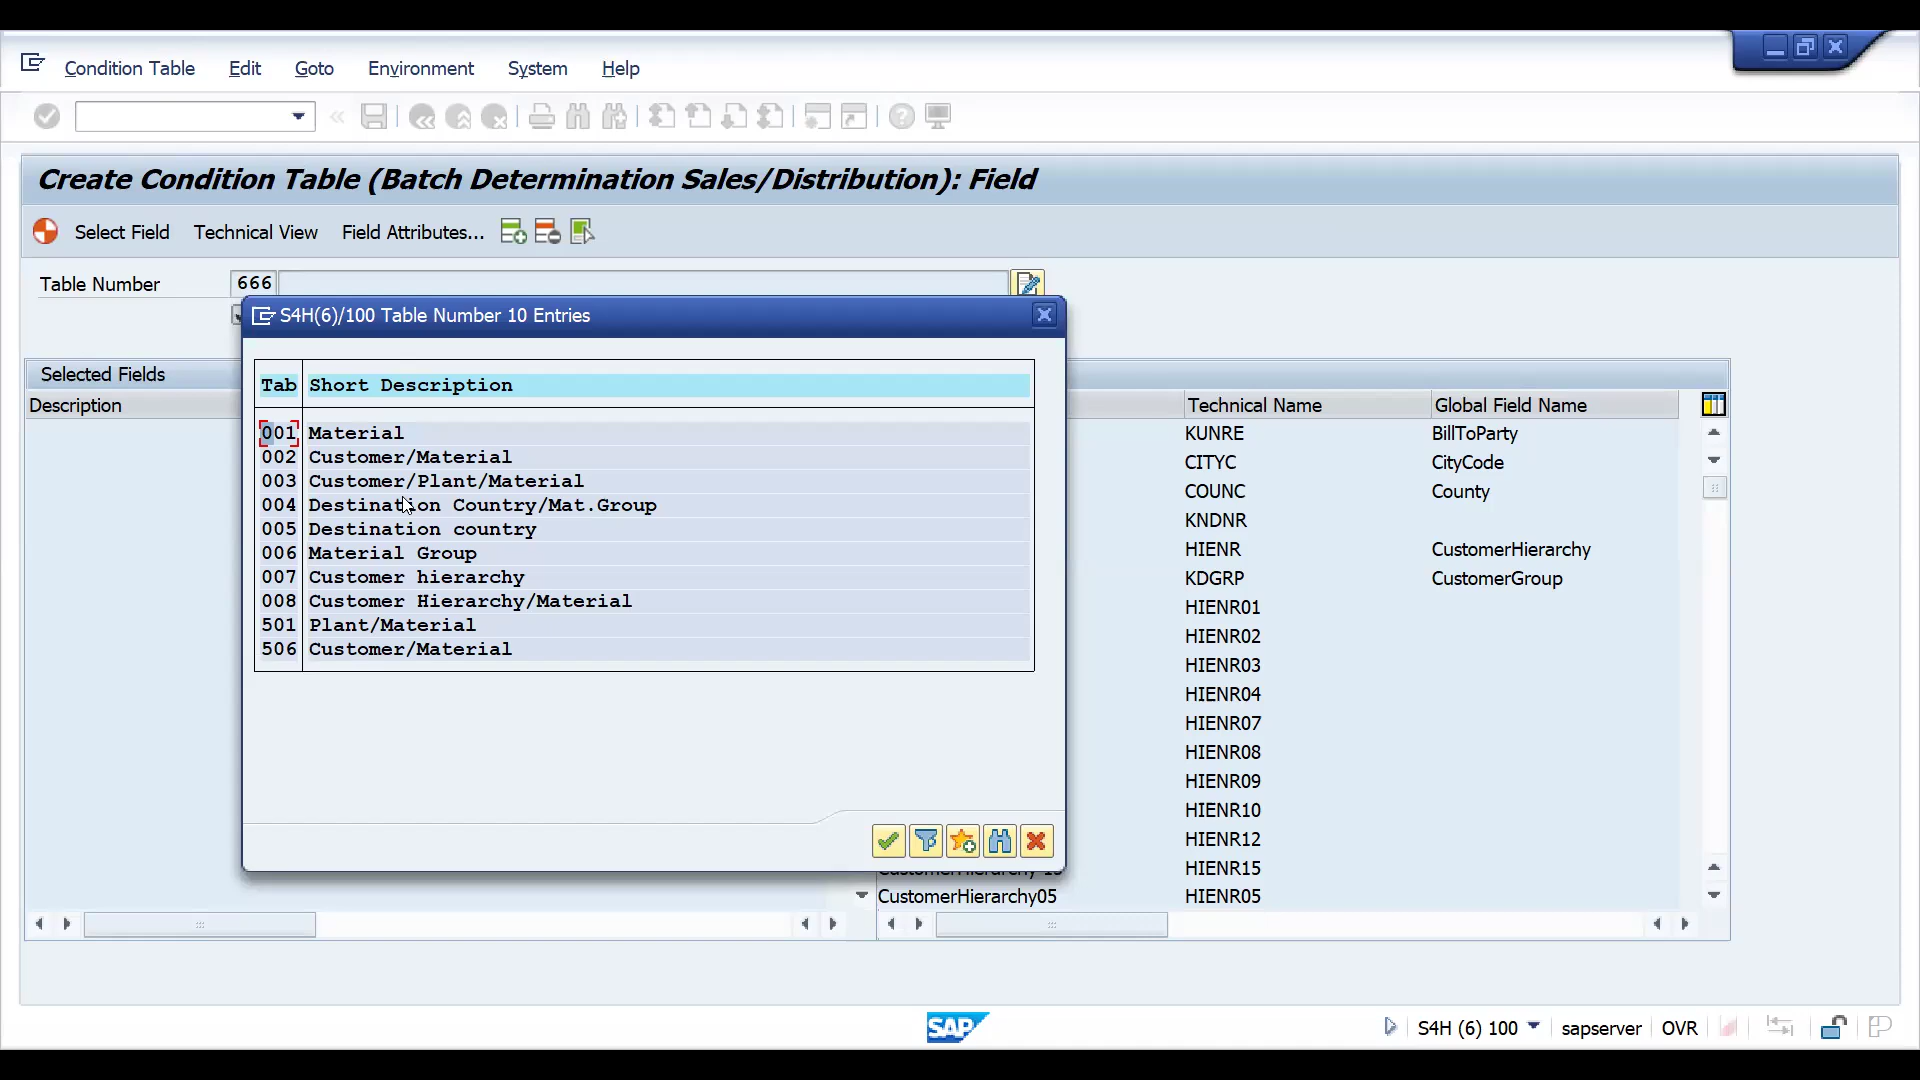 Condition Table Edit Goto Environment System Help
Create Condition Table (Batch Determination Sales/Distribution): Field
Select Field Technical View Field Attributes...
Table Number 666
S4H(6)/100 Table Number 10 Entries
Tab Short Description
001 Material
002 Customer/Material
003 Customer/Plant/Material
004 Destination Country/Mat.Group
005 Destination country
006 Material Group
007 Customer hierarchy
008 Customer Hierarchy/Material
501 Plant/Material
506 Customer/Material
Selected Fields
Description
Technical Name Global Field Name
KUNRE BillToParty
CITYC CityCode
COUNC County
KNDNR
HIENR CustomerHierarchy
KDGRP CustomerGroup
HIENR01
HIENR02
HIENR03
HIENR04
HIENR07
HIENR08
HIENR09
HIENR10
HIENR12
HIENR15
CustomerHierarchy05 HIENR05
SAP
S4H (6) 100 sapserver OVR